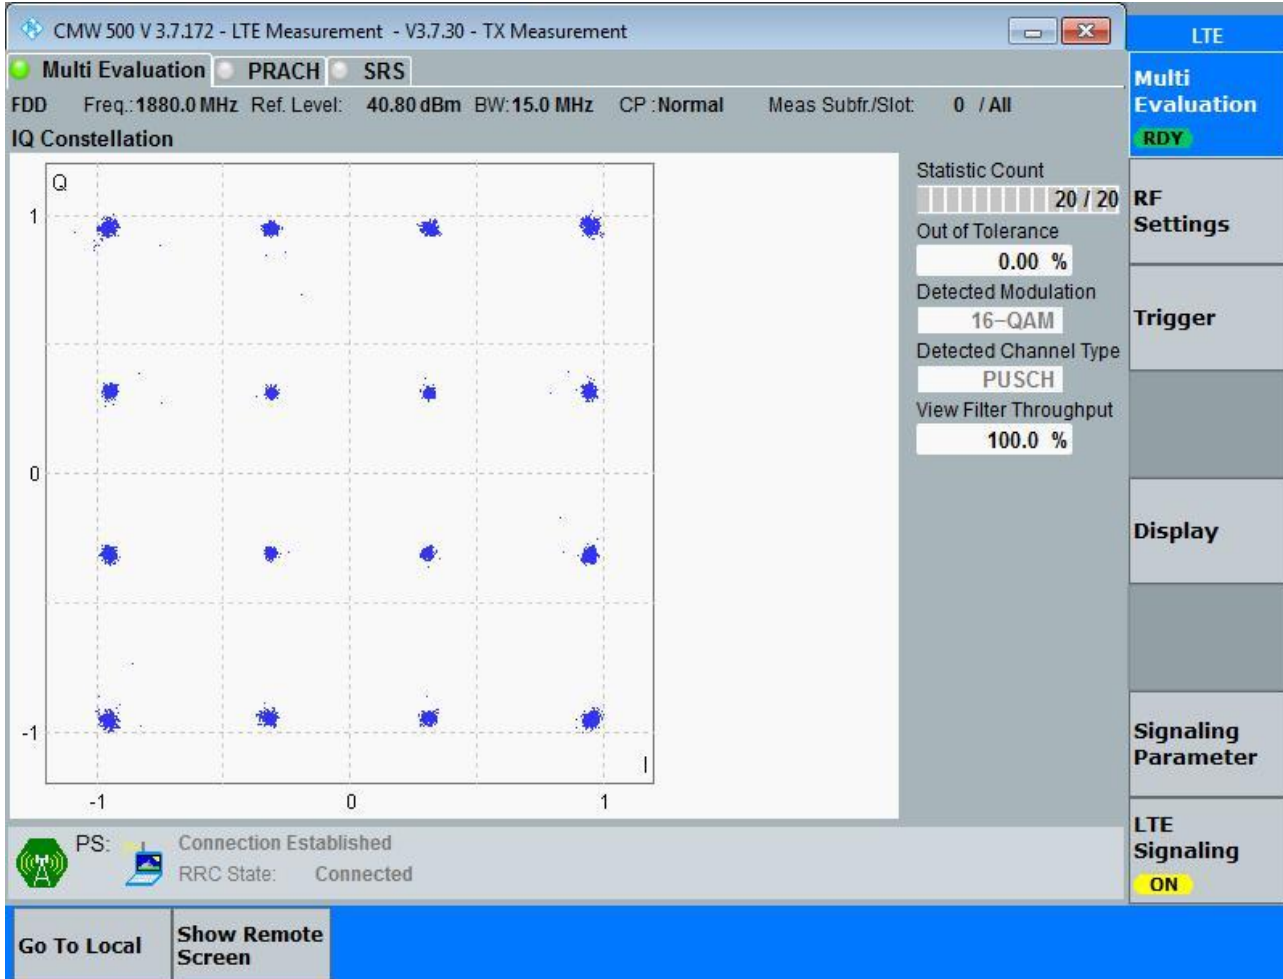 CMW 500 V 3.7.172 - LTE Measurement - V3.7.30 - TX Measurement
LTE
Multi Evaluation PRACH SRS
Multi
Evaluation
RDY
FDD Freq.:1880.0 MHz Ref. Level: 40.80 dBm BW:15.0 MHz CP :Normal Meas Subfr./Slot: 0 / All
IQ Constellation
Q
1
0
-1
I
-1 0 1
Statistic Count
20 / 20
Out of Tolerance
0.00 %
Detected Modulation
16-QAM
Detected Channel Type
PUSCH
View Filter Throughput
100.0 %
RF
Settings
Trigger
Display
Signaling
Parameter
LTE
Signaling
ON
PS: Connection Established
RRC State: Connected
Go To Local
Show Remote
Screen